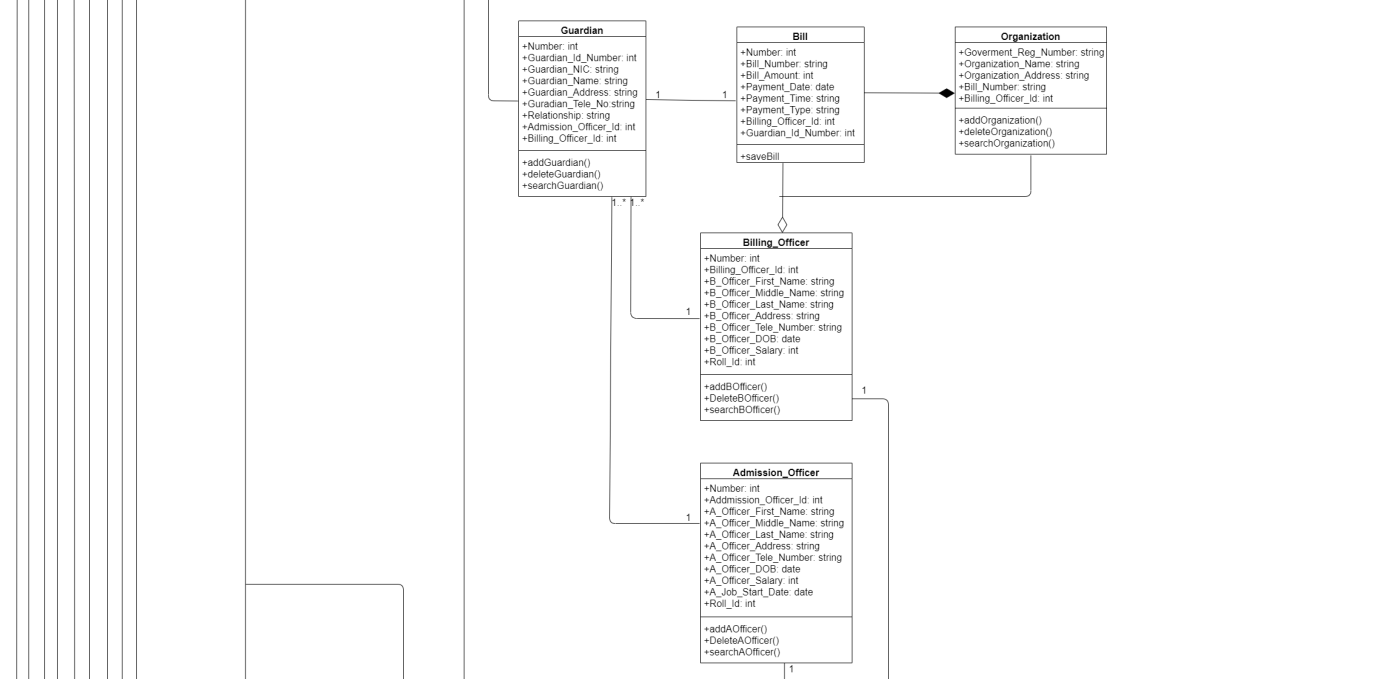 Guardian
+Number: int
+Guardian_Id_Number: int
+Guardian_NIC: string
+Guardian_Name: string
+Guardian_Address: string
+Guradian_Tele_No:string
+Relationship: string
+Admission_Officer_Id: int
+Billing_Officer_Id: int
+addGuardian()
+deleteGuardian()
+searchGuardian()
1
1
Bill
+Number: int
+Bill_Number: string
+Bill_Amount: int
+Payment_Date: date
+Payment_Time: string
+Payment_Type: string
+Billing_Officer_Id: int
+Guardian_Id_Number: int
+saveBill
Organization
+Goverment_Reg_Number: string
+Organization_Name: string
+Organization_Address: string
+Bill_Number: string
+Billing_Officer_Id: int
+addOrganization()
+deleteOrganization()
+searchOrganization()
1..*
1..*
Billing_Officer
+Number: int
+Billing_Officer_Id: int
+B_Officer_First_Name: string
+B_Officer_Middle_Name: string
+B_Officer_Last_Name: string
+B_Officer_Address: string
+B_Officer_Tele_Number: string
+B_Officer_DOB: date
+B_Officer_Salary: int
+Roll_Id: int
+addBOfficer()
+DeleteBOfficer()
+searchBOfficer()
1
1
Admission_Officer
+Number: int
+Addmission_Officer_Id: int
+A_Officer_First_Name: string
+A_Officer_Middle_Name: string
+A_Officer_Last_Name: string
+A_Officer_Address: string
+A_Officer_Tele_Number: string
+A_Officer_DOB: date
+A_Officer_Salary: int
+A_Job_Start_Date: date
+Roll_Id: int
+addAOfficer()
+DeleteAOfficer()
+searchAOfficer()
1
1